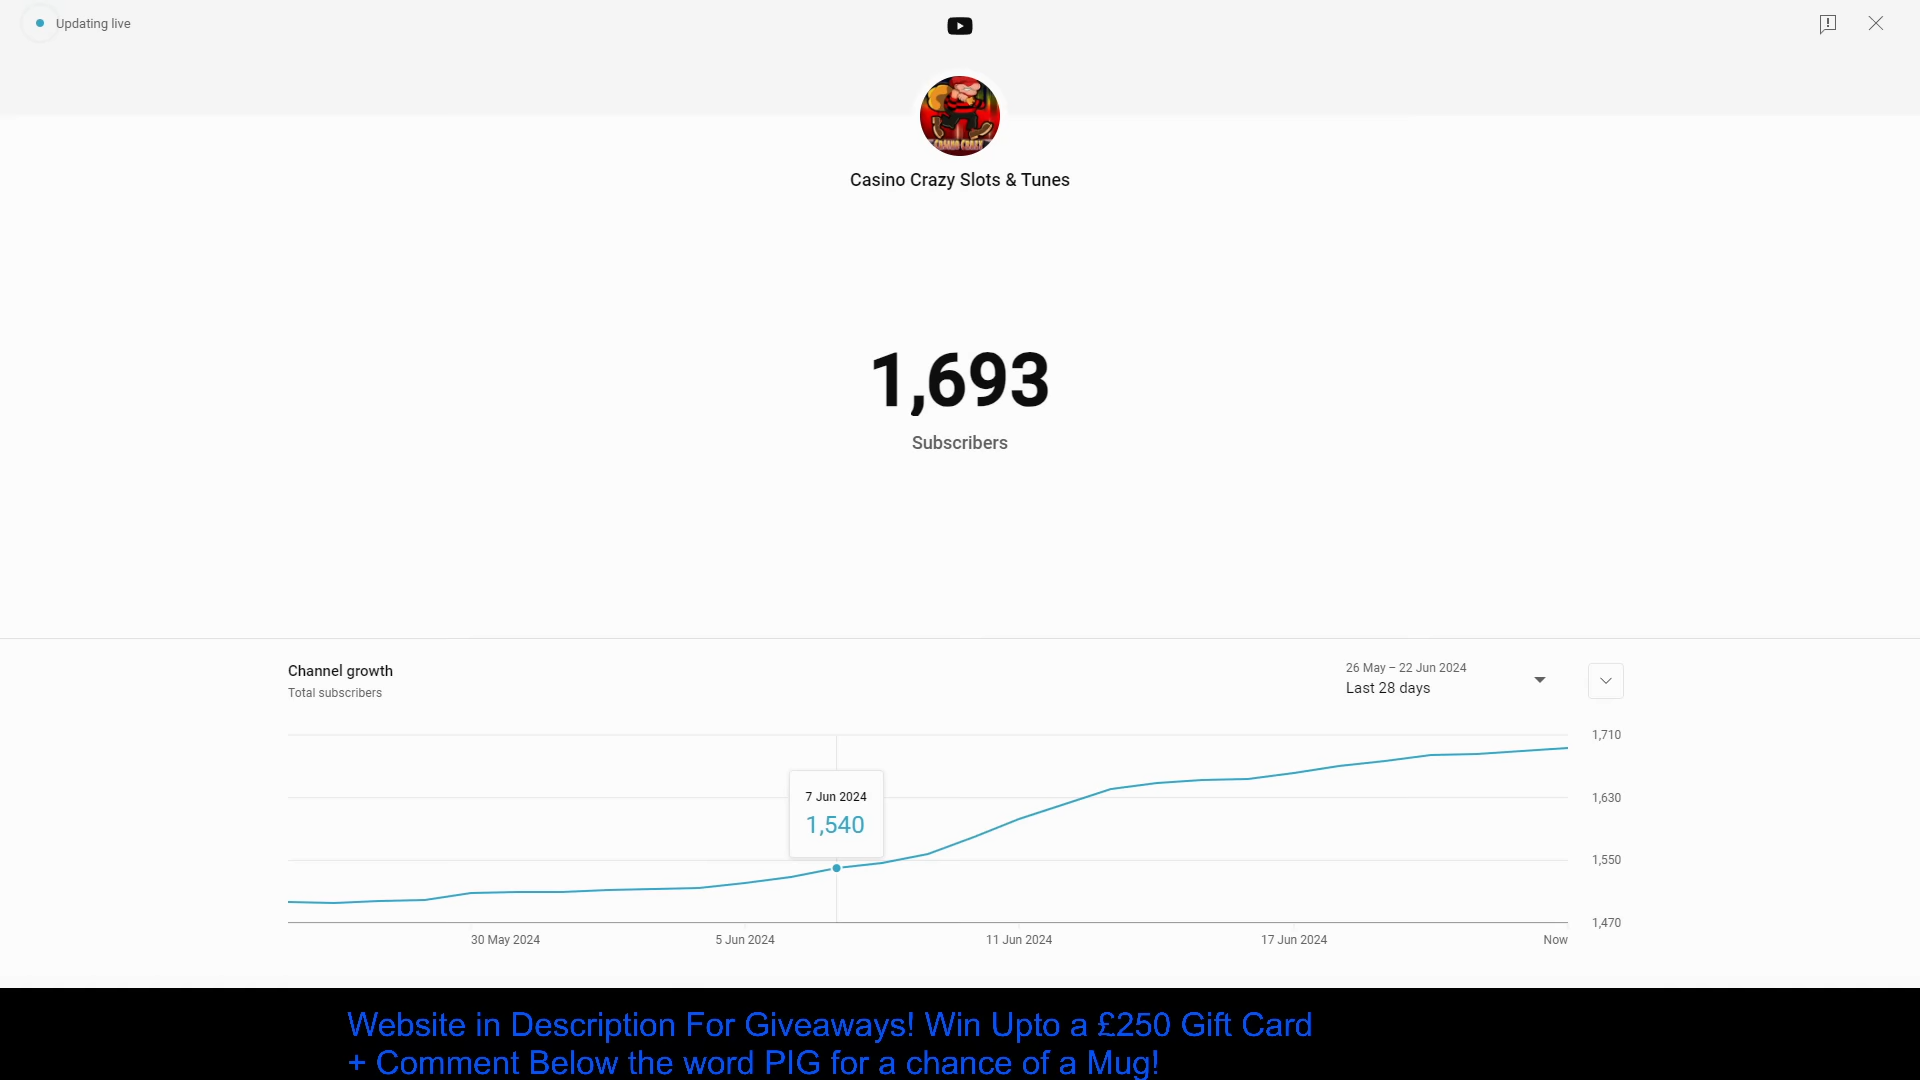 Updating live
CASINO CRAZY
Casino Crazy Slots & Tunes
1,693
Subscribers
Channel growth
Total subscribers
26 May – 22 Jun 2024
Last 28 days
1,710
7 Jun 2024
1,540
1,630
1,550
1,470
30 May 2024
5 Jun 2024
11 Jun 2024
17 Jun 2024
Now
Website in Description For Giveaways! Win Upto a £250 Gift Card
+ Comment Below the word PIG for a chance of a Mug!